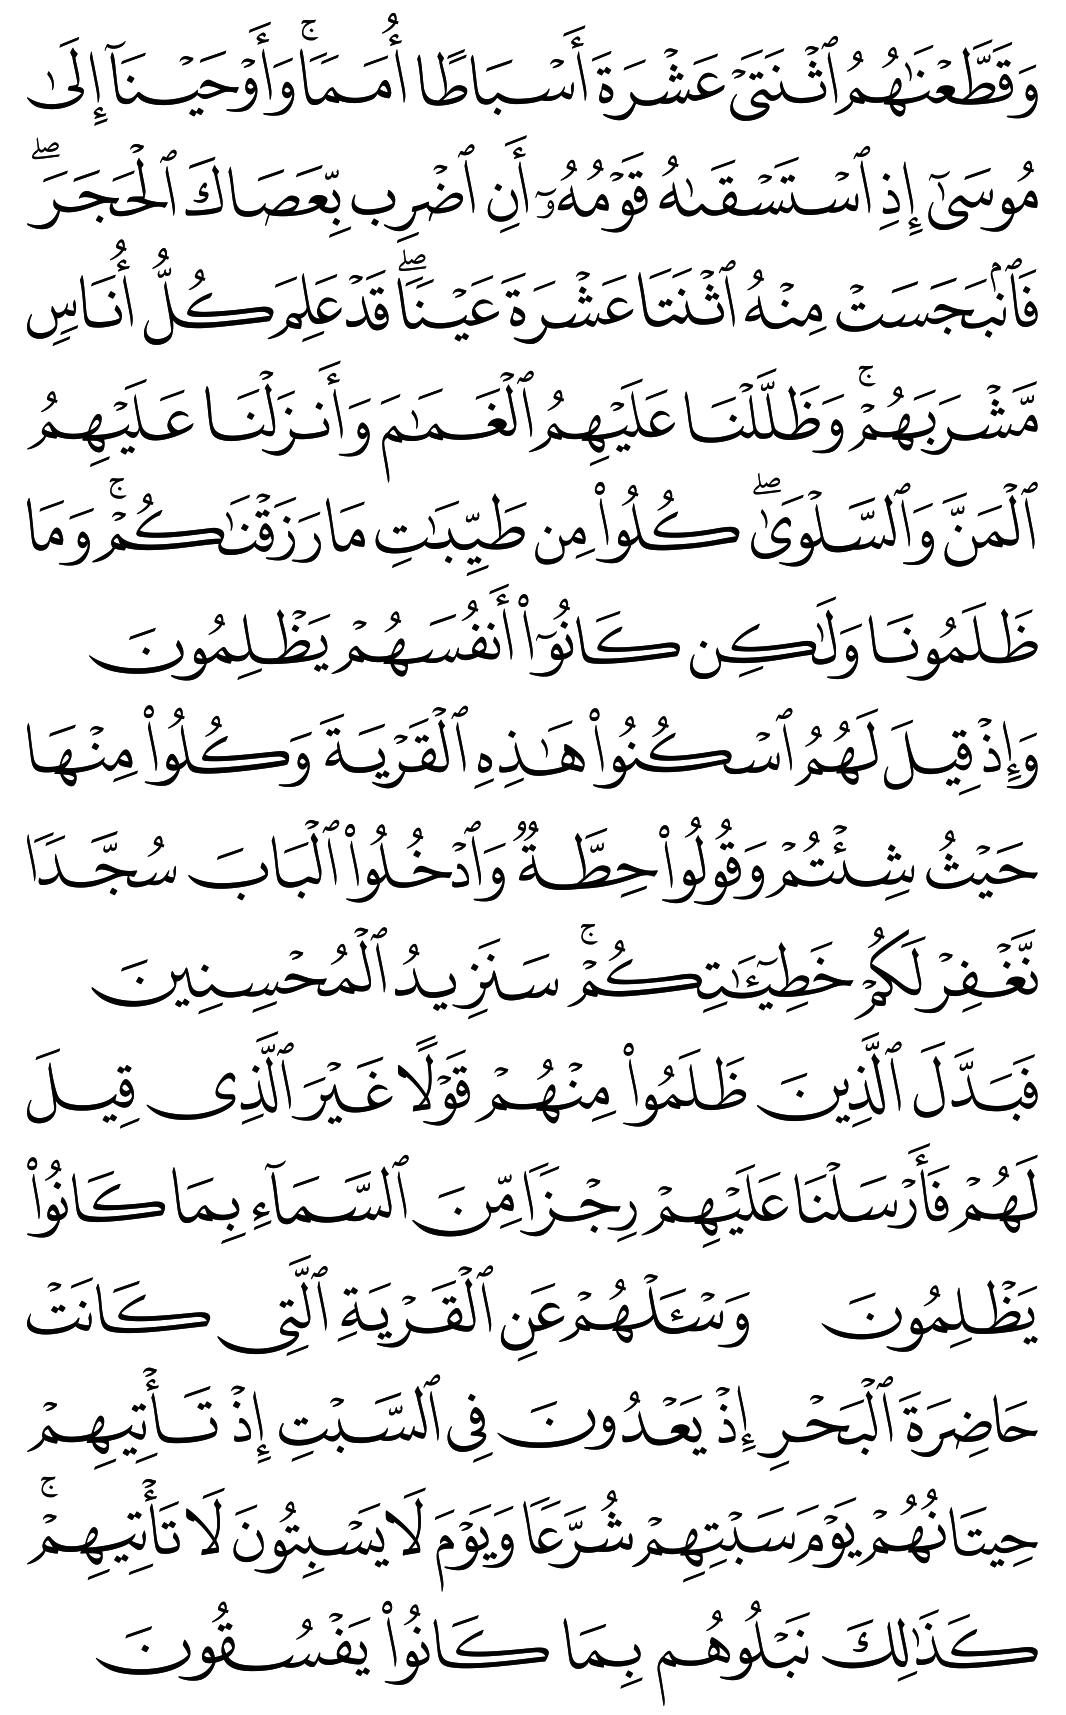 وَقَطَّعۡنَٰهُمُ ٱثۡنَتَيۡ عَشۡرَةَ أَسۡبَاطًا أُمَمٗاۚ وَأَوۡحَيۡنَآ إِلَىٰ
مُوسَىٰٓ إِذِ ٱسۡتَسۡقَىٰهُ قَوۡمُهُۥٓ أَنِ ٱضۡرِب بِّعَصَاكَ ٱلۡحَجَرَۖ
فَٱنۢبَجَسَتۡ مِنۡهُ ٱثۡنَتَا عَشۡرَةَ عَيۡنٗاۖ قَدۡ عَلِمَ كُلُّ أُنَاسٖ
مَّشۡرَبَهُمۡۚ وَظَلَّلۡنَا عَلَيۡهِمُ ٱلۡغَمَٰمَ وَأَنزَلۡنَا عَلَيۡهِمُ
ٱلۡمَنَّ وَٱلسَّلۡوَىٰۖ كُلُواْ مِن طَيِّبَٰتِ مَا رَزَقۡنَٰكُمۡۚ وَمَا
ظَلَمُونَا وَلَٰكِن كَانُوٓاْ أَنفُسَهُمۡ يَظۡلِمُونَ
وَإِذۡ قِيلَ لَهُمُ ٱسۡكُنُواْ هَٰذِهِ ٱلۡقَرۡيَةَ وَكُلُواْ مِنۡهَا
حَيۡثُ شِئۡتُمۡ وَقُولُواْ حِطَّةٞ وَٱدۡخُلُواْ ٱلۡبَابَ سُجَّدٗا
نَّغۡفِرۡ لَكُمۡ خَطِيٓـَٰٔتِكُمۡۚ سَنَزِيدُ ٱلۡمُحۡسِنِينَ
فَبَدَّلَ ٱلَّذِينَ ظَلَمُواْ مِنۡهُمۡ قَوۡلًا غَيۡرَ ٱلَّذِي قِيلَ
لَهُمۡ فَأَرۡسَلۡنَا عَلَيۡهِمۡ رِجۡزٗا مِّنَ ٱلسَّمَآءِ بِمَا كَانُواْ
يَظۡلِمُونَ وَسۡـَٔلۡهُمۡ عَنِ ٱلۡقَرۡيَةِ ٱلَّتِي كَانَتۡ
حَاضِرَةَ ٱلۡبَحۡرِ إِذۡ يَعۡدُونَ فِي ٱلسَّبۡتِ إِذۡ تَأۡتِيهِمۡ
حِيتَانُهُمۡ يَوۡمَ سَبۡتِهِمۡ شُرَّعٗا وَيَوۡمَ لَا يَسۡبِتُونَ لَا تَأۡتِيهِمۡۚ
كَذَٰلِكَ نَبۡلُوهُم بِمَا كَانُواْ يَفۡسُقُونَ